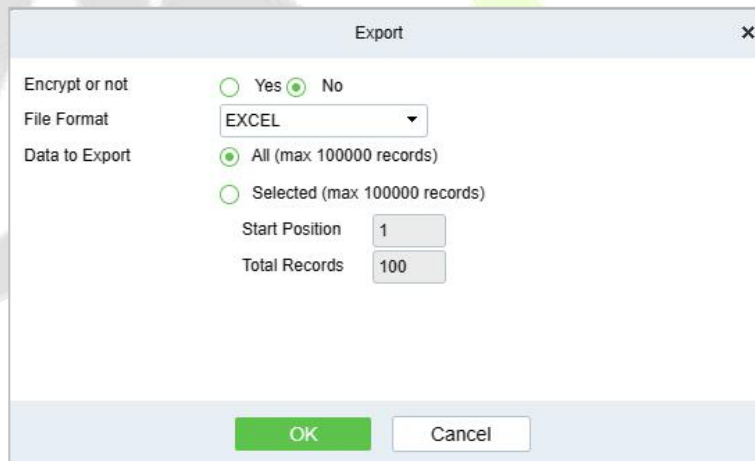 Export
Encrypt or not Yes No
File Format EXCEL
Data to Export All (max 100000 records)
Selected (max 100000 records)
Start Position 1
Total Records 100
OK Cancel